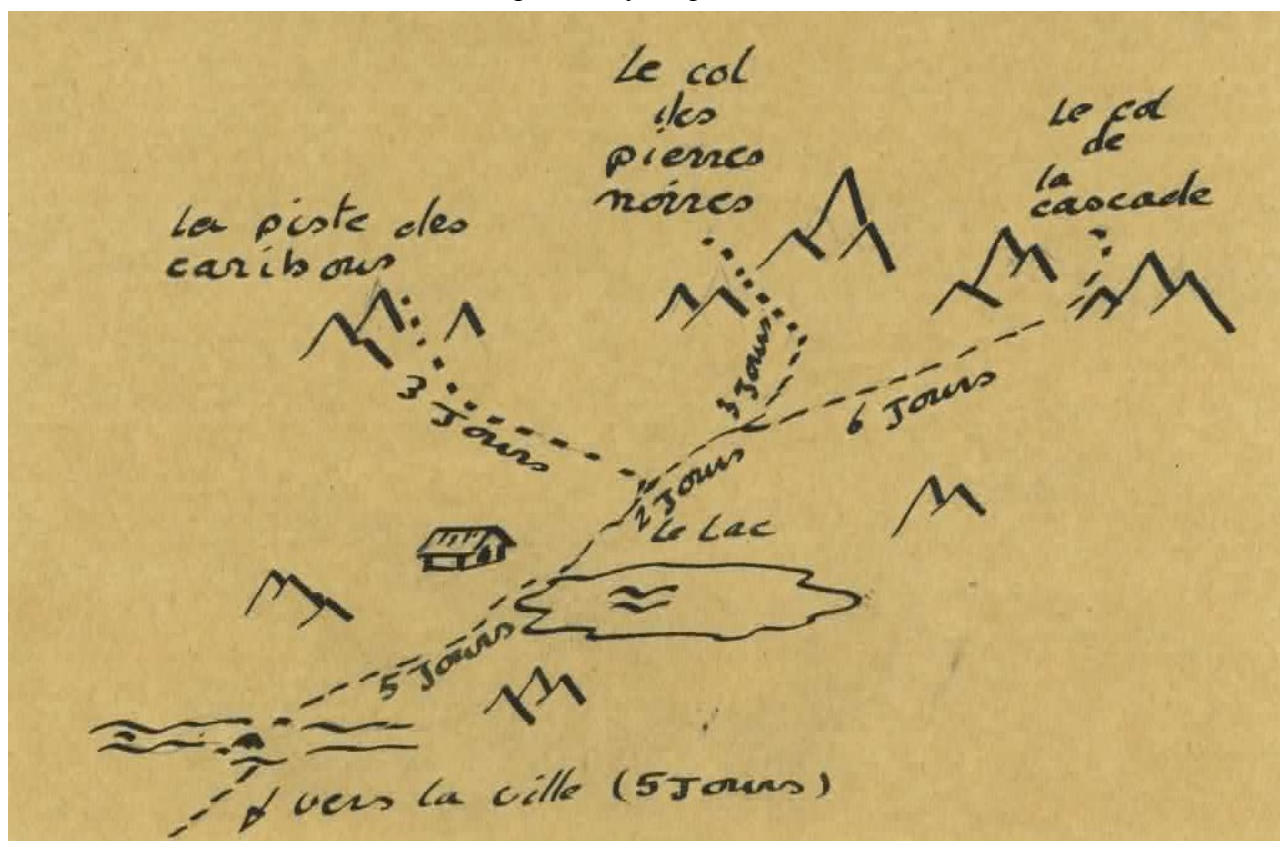 Le col
des
pierres
noires
Le col
de
la
cascade
La piste des
caribous
3 Jours
3 Jours
6 Jours
2 Jours
Le Lac
5 Jours
vers la ville (5 Jours)